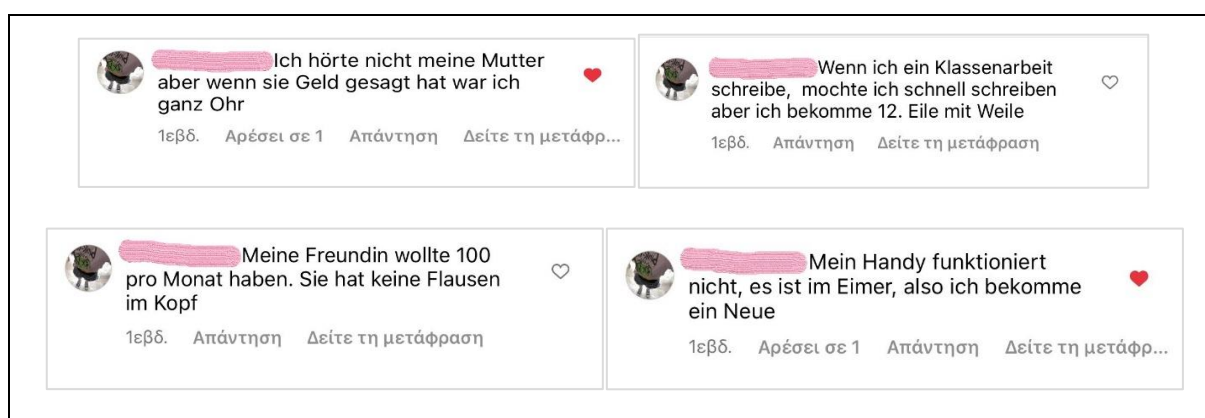 Ich hörte nicht meine Mutter
aber wenn sie Geld gesagt hat war ich
ganz Ohr
1εβδ. Αρέσει σε 1 Απάντηση Δείτε τη μετάφρ...
Wenn ich ein Klassenarbeit
schreibe, mochte ich schnell schreiben
aber ich bekomme 12. Eile mit Weile
1εβδ. Απάντηση Δείτε τη μετάφραση
Meine Freundin wollte 100
pro Monat haben. Sie hat keine Flausen
im Kopf
1εβδ. Απάντηση Δείτε τη μετάφραση
Mein Handy funktioniert
nicht, es ist im Eimer, also ich bekomme
ein Neue
1εβδ. Αρέσει σε 1 Απάντηση Δείτε τη μετάφρ...